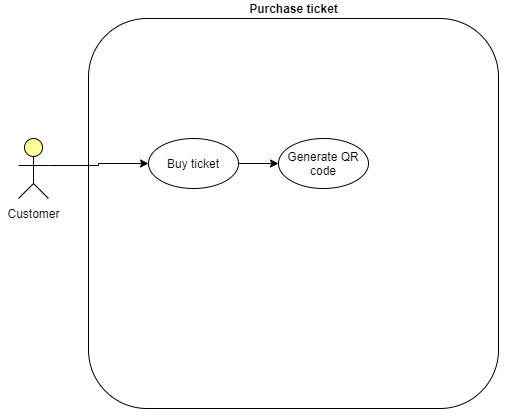 Purchase ticket
Buy ticket
Generate QR
code
Customer